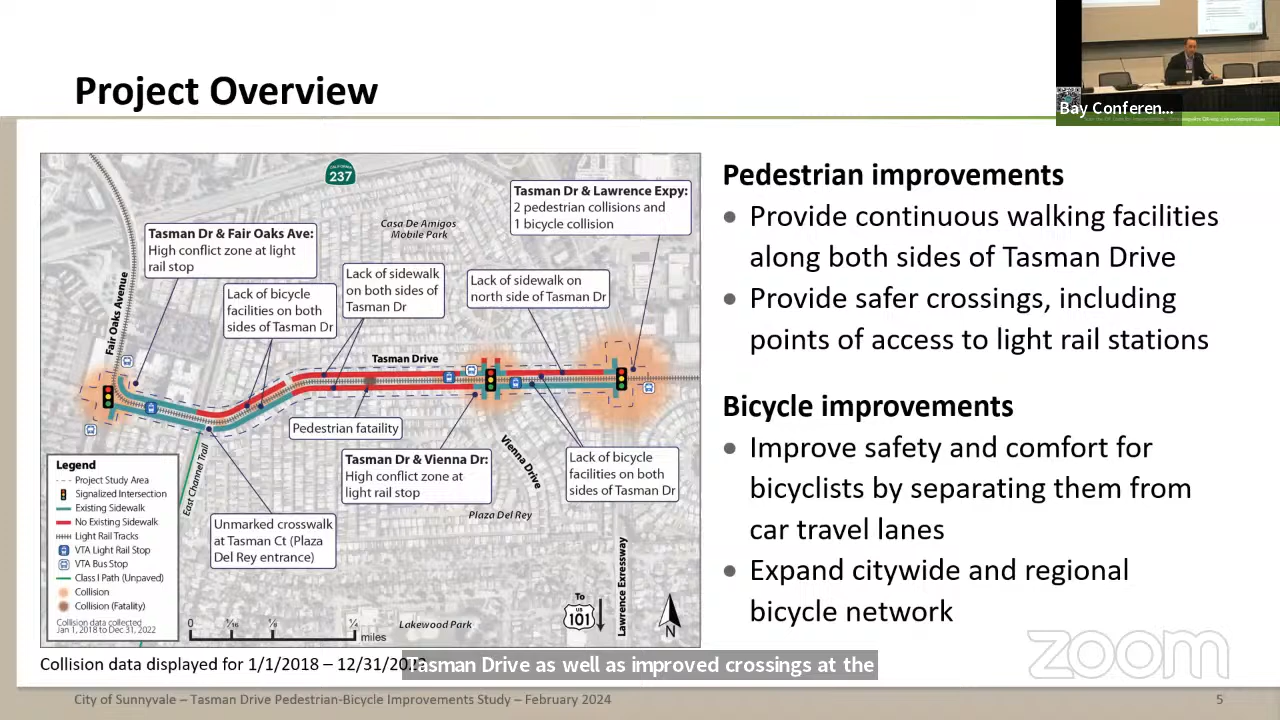 Project Overview
Bay Conferen...
CALIFORNIA
237
Tasman Dr & Lawrence Expy:
2 pedestrian collisions and
1 bicycle collision
Casa De Amigos
Mobile Park
Tasman Dr & Fair Oaks Ave:
High conflict zone at light
rail stop
Lack of sidewalk
on both sides of
Tasman Dr
Lack of sidewalk on
north side of Tasman Dr
Lack of bicycle
facilities on both
sides of Tasman Dr
Fair Oaks Avenue
Tasman Drive
Pedestrian fataility
Tasman Dr & Vienna Dr:
High conflict zone at
light rail stop
Vienna Drive
Lack of bicycle
facilities on both
sides of Tasman Dr
East Channel Trail
Plaza Del Rey
Unmarked crosswalk
at Tasman Ct (Plaza
Del Rey entrance)
Lawrence Exressway
Legend
Project Study Area
Signalized Intersection
Existing Sidewalk
No Existing Sidewalk
Light Rail Tracks
VTA Light Rail Stop
VTA Bus Stop
Class I Path (Unpaved)
Collision
Collision (Fatality)
Collision data collected
Jan 1, 2018 to Dec 31, 2022
0 1/16 1/8 1/4
miles
Lakewood Park
To
US
101
N
Collision data displayed for 1/1/2018 – 12/31/20
Pedestrian improvements
Provide continuous walking facilities
along both sides of Tasman Drive
Provide safer crossings, including
points of access to light rail stations
Bicycle improvements
Improve safety and comfort for
bicyclists by separating them from
car travel lanes
Expand citywide and regional
bicycle network
zoom
Tasman Drive as well as improved crossings at the
City of Sunnyvale – Tasman Drive Pedestrian-Bicycle Improvements Study – February 2024
5